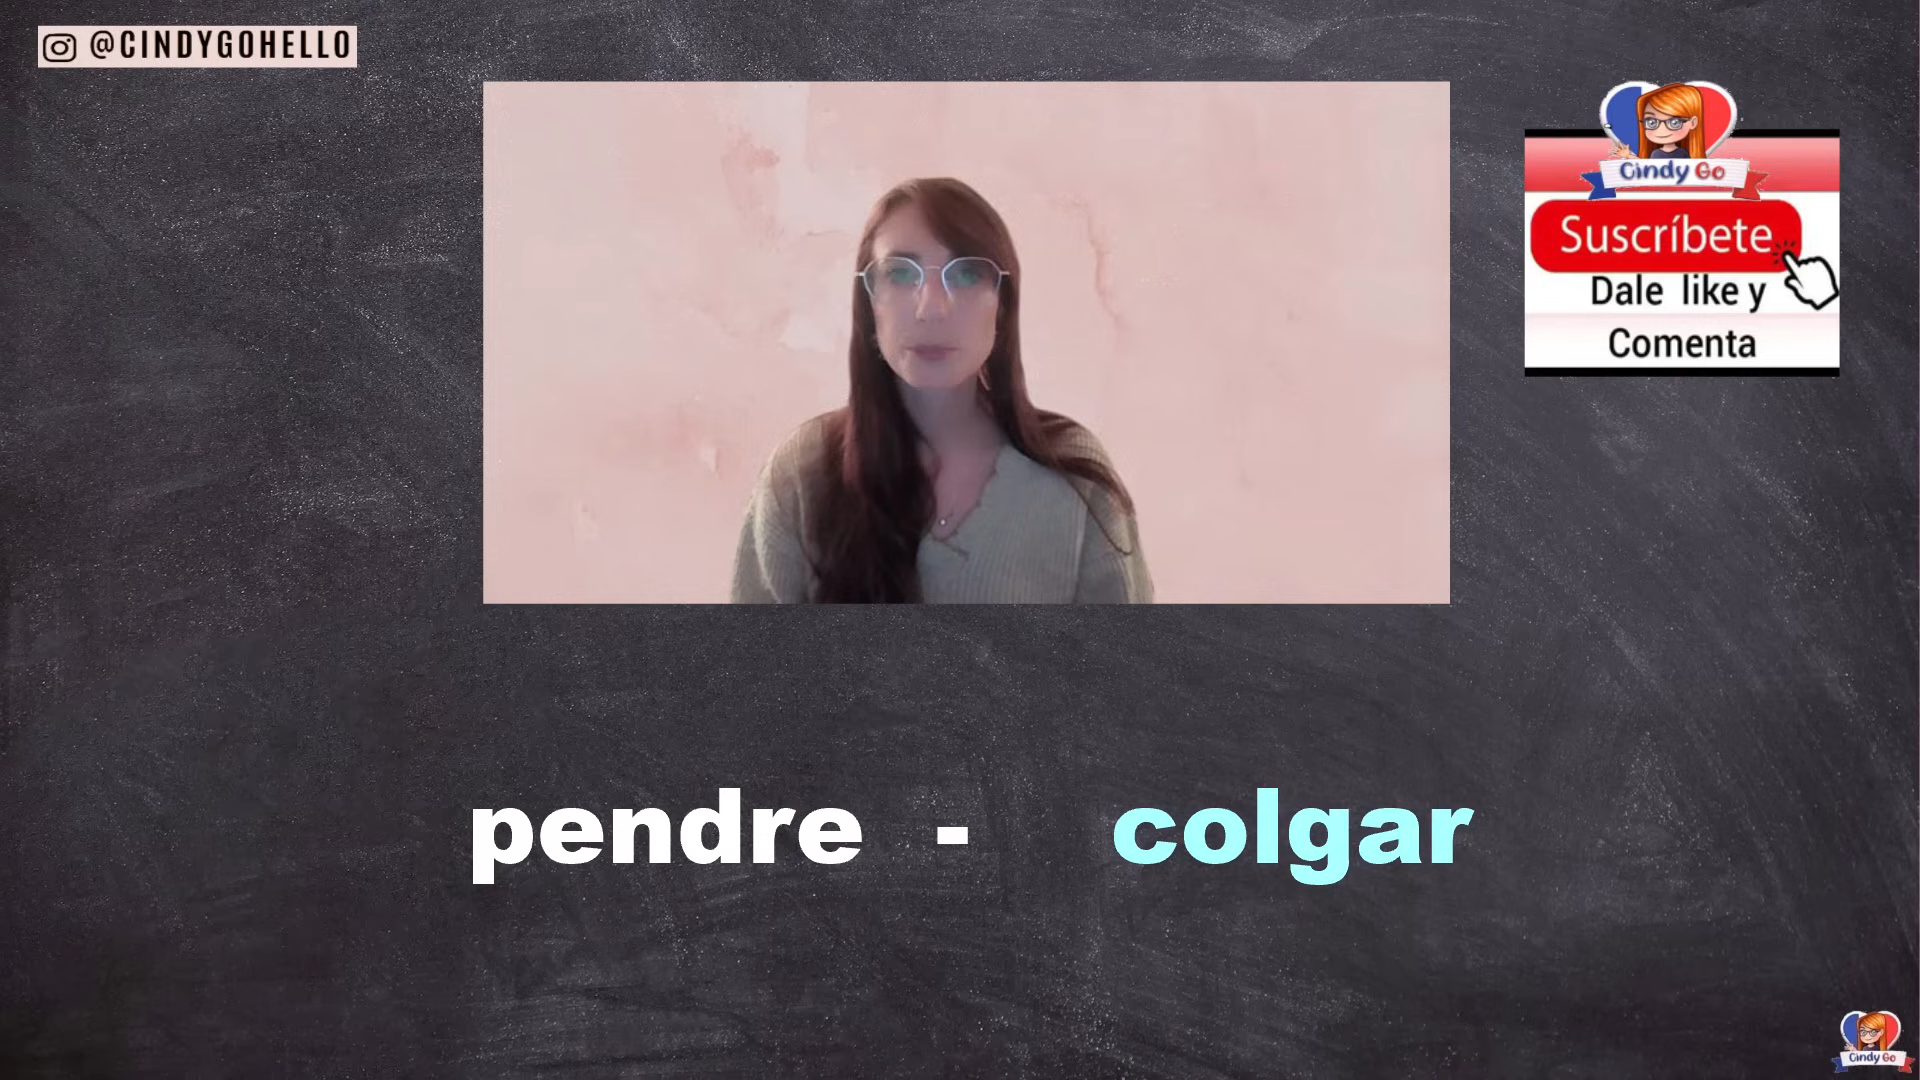 @CINDYGOHELLO
Cindy Go
Suscríbete
Dale like y
Comenta
pendre - colgar
Cindy Go